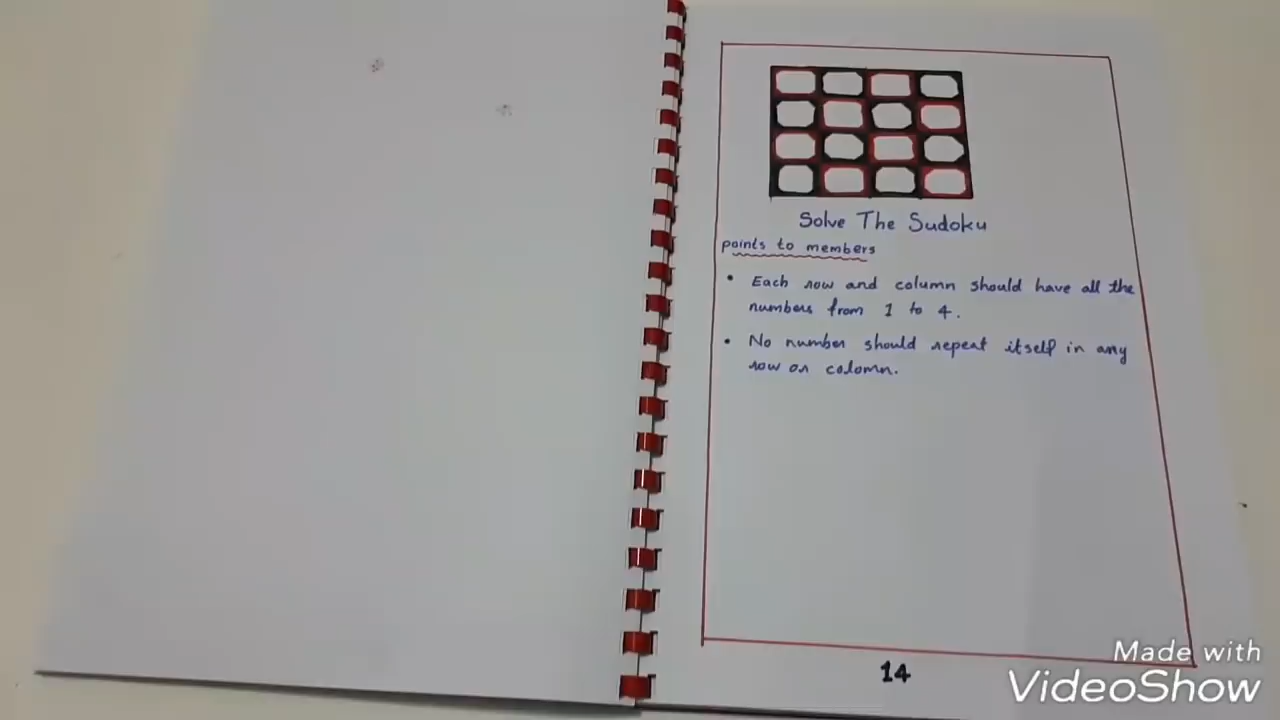 Solve The Sudoku
points to members
• Each row and column should have all the
numbers from 1 to 4.
• No number should repeat itself in any
row or colomn.
14
Made with
VideoShow